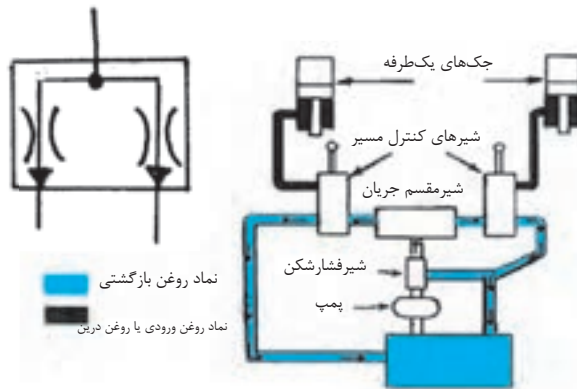 جک‌های یک‌طرفه
شیرهای کنترل مسیر
شیرمقسم جریان
شیرفشارشکن
پمپ
نماد روغن بازگشتی
نماد روغن ورودی یا روغن درین